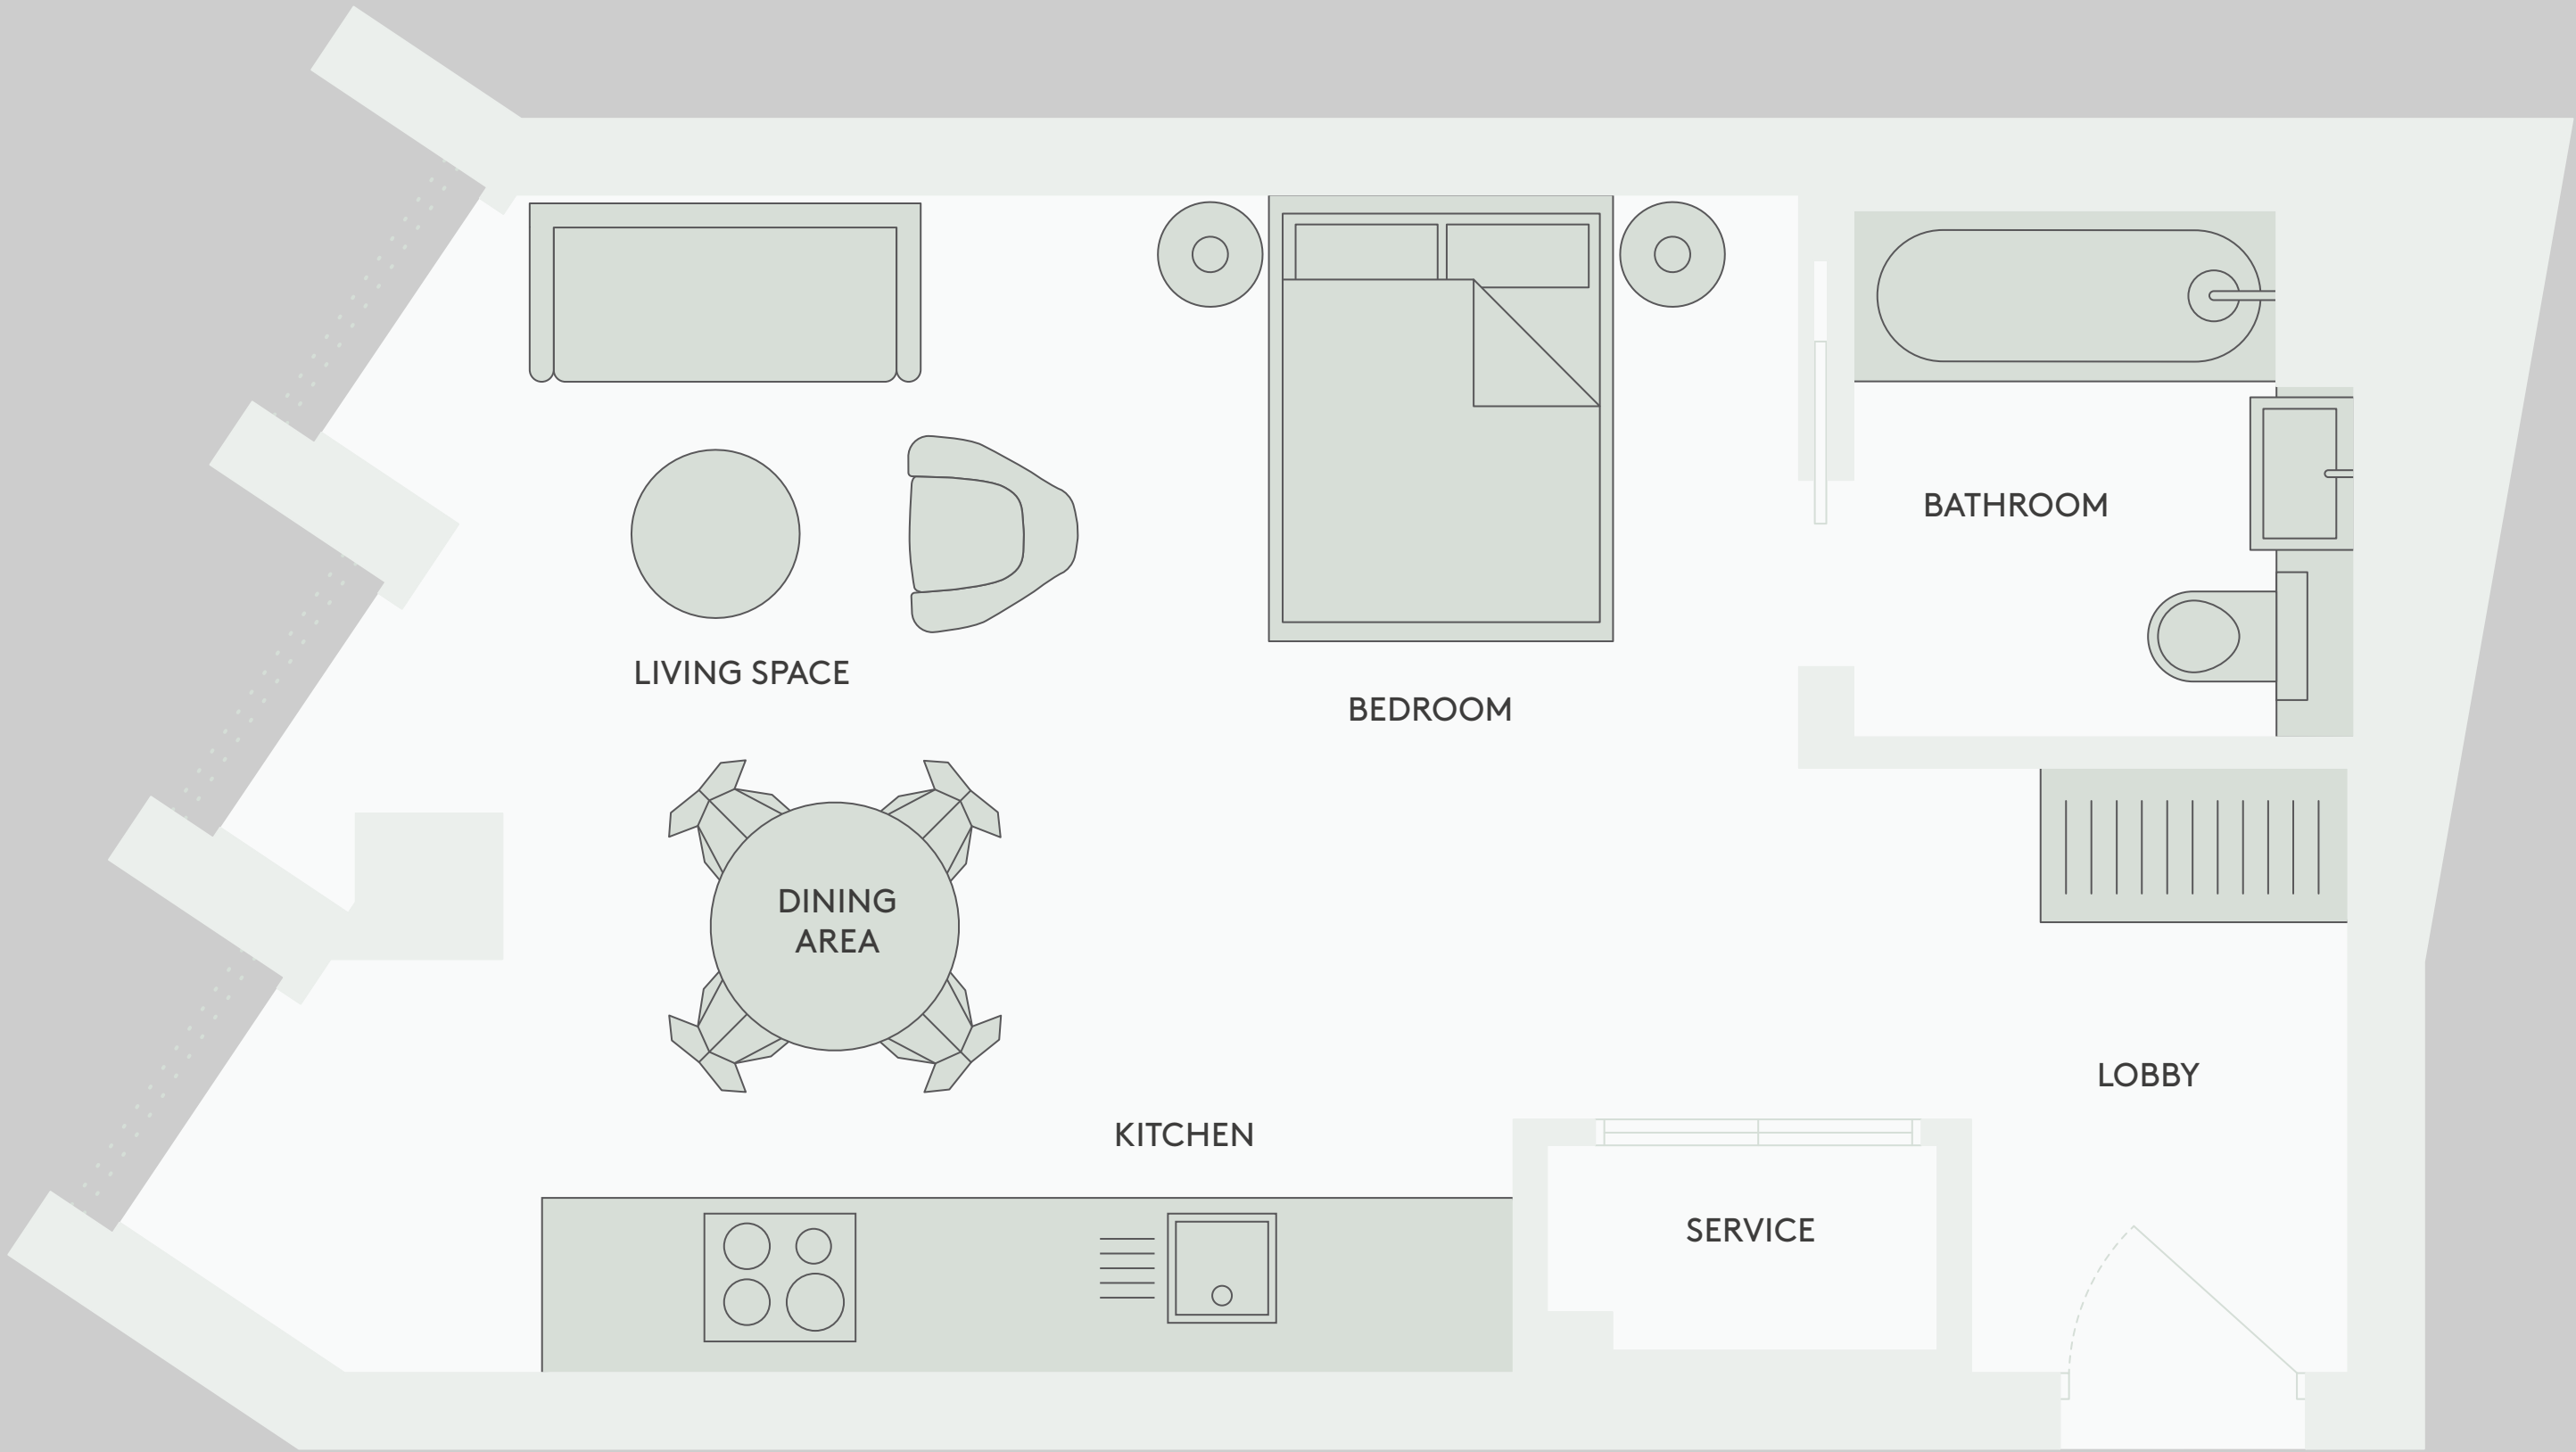 BATHROOM
LIVING SPACE
BEDROOM
DINING
AREA
LOBBY
KITCHEN
SERVICE